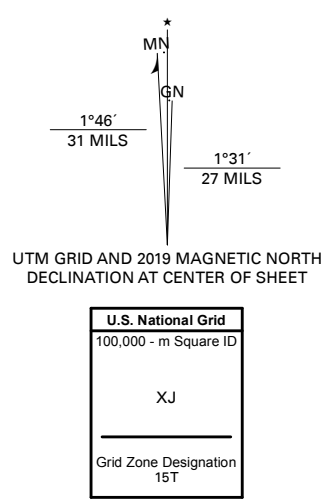 MN
GN
1°46´
31 MILS
1°31´
27 MILS
UTM GRID AND 2019 MAGNETIC NORTH
DECLINATION AT CENTER OF SHEET
U.S. National Grid
100,000 - m Square ID
XJ
Grid Zone Designation
15T